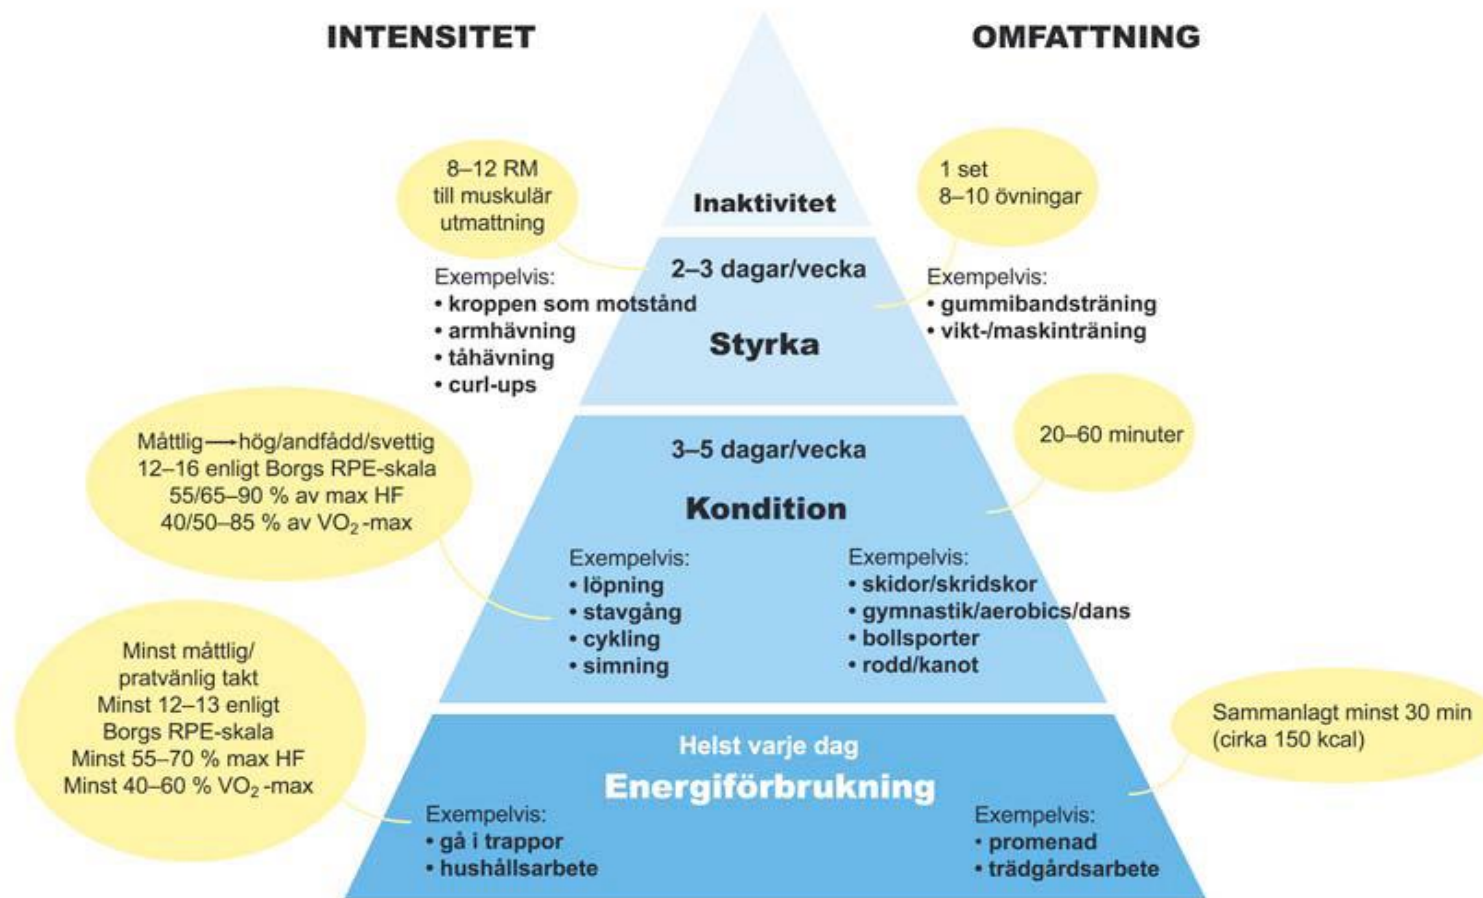 INTENSITET
OMFATTNING
8–12 RM
till muskulär
utmattning
1 set
8–10 övningar
Inaktivitet
2–3 dagar/vecka
Styrka
Exempelvis:
• kroppen som motstånd
• armhävning
• tåhävning
• curl-ups
Exempelvis:
• gummibandsträning
• vikt-/maskinträning
Måttlig→hög/andfådd/svettig
12–16 enligt Borgs RPE-skala
55/65–90 % av max HF
40/50–85 % av VO₂-max
20–60 minuter
3–5 dagar/vecka
Kondition
Exempelvis:
• löpning
• stavgång
• cykling
• simning
Exempelvis:
• skidor/skridskor
• gymnastik/aerobics/dans
• bollsporter
• rodd/kanot
Minst måttlig/
pratvänlig takt
Minst 12–13 enligt
Borgs RPE-skala
Minst 55–70 % max HF
Minst 40–60 % VO₂-max
Sammanlagt minst 30 min
(cirka 150 kcal)
Helst varje dag
Energiförbrukning
Exempelvis:
• gå i trappor
• hushållsarbete
Exempelvis:
• promenad
• trädgårdsarbete